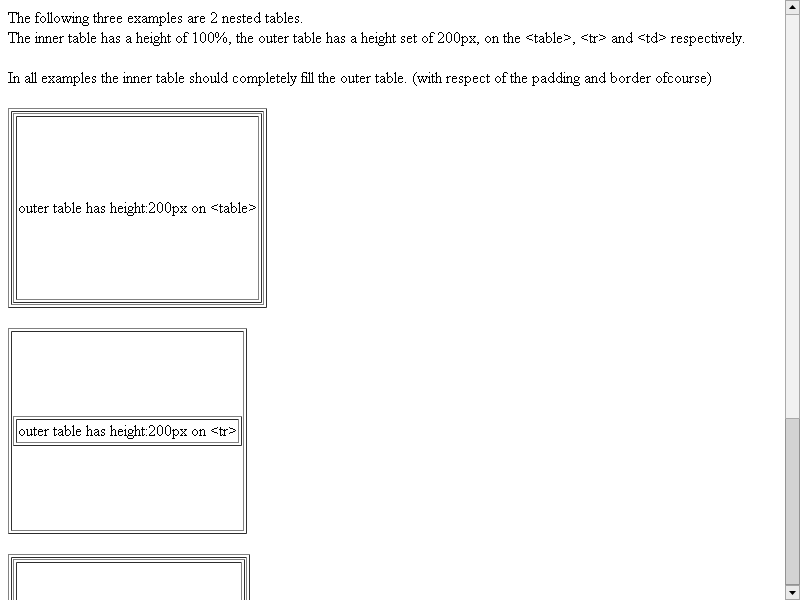 The following three examples are 2 nested tables.
The inner table has a height of 100%, the outer table has a height set of 200px, on the <table>, <tr> and <td> respectively.
In all examples the inner table should completely fill the outer table. (with respect of the padding and border ofcourse)
outer table has height:200px on <table>
outer table has height:200px on <tr>